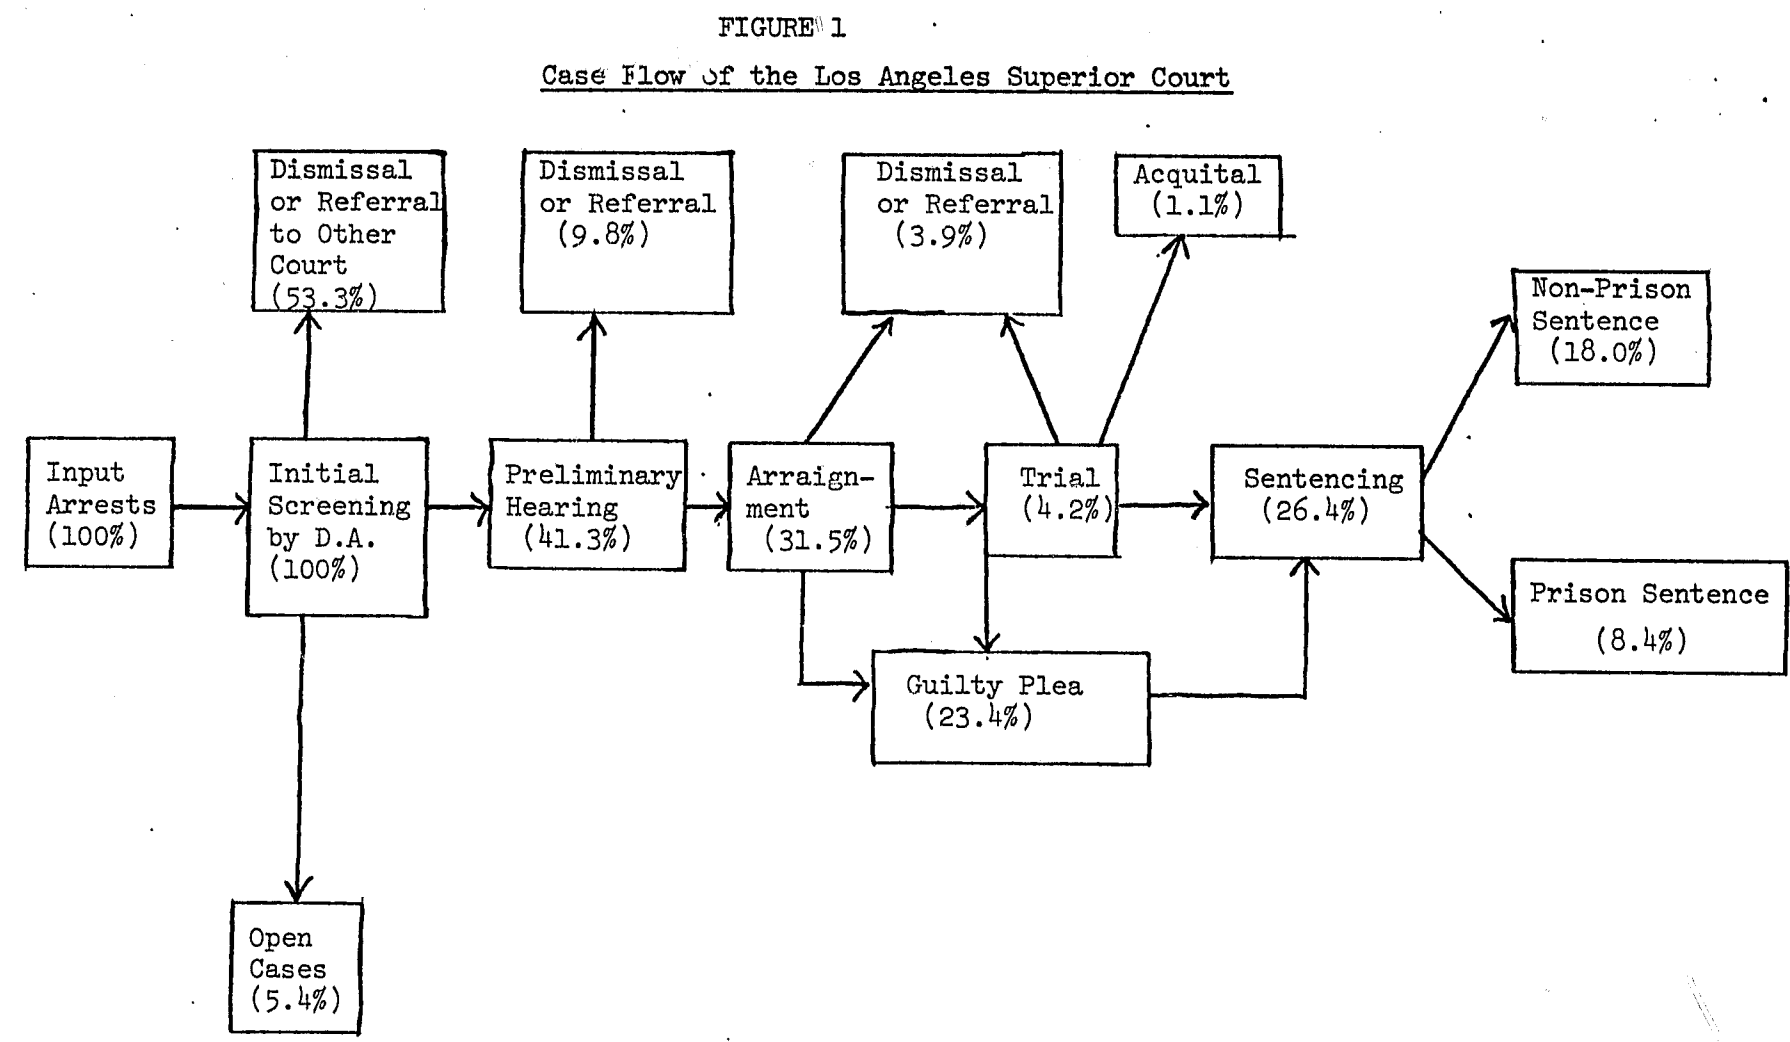 FIGURE 1
Case Flow of the Los Angeles Superior Court
Dismissal
or Referral
to Other
Court
(53.3%)
Dismissal
or Referral
(9.8%)
Dismissal
or Referral
(3.9%)
Acquital
(1.1%)
Non-Prison
Sentence
(18.0%)
Input
Arrests
(100%)
Initial
Screening
by D.A.
(100%)
Preliminary
Hearing
(41.3%)
Arraign-
ment
(31.5%)
Trial
(4.2%)
Sentencing
(26.4%)
Prison Sentence
(8.4%)
Guilty Plea
(23.4%)
Open
Cases
(5.4%)